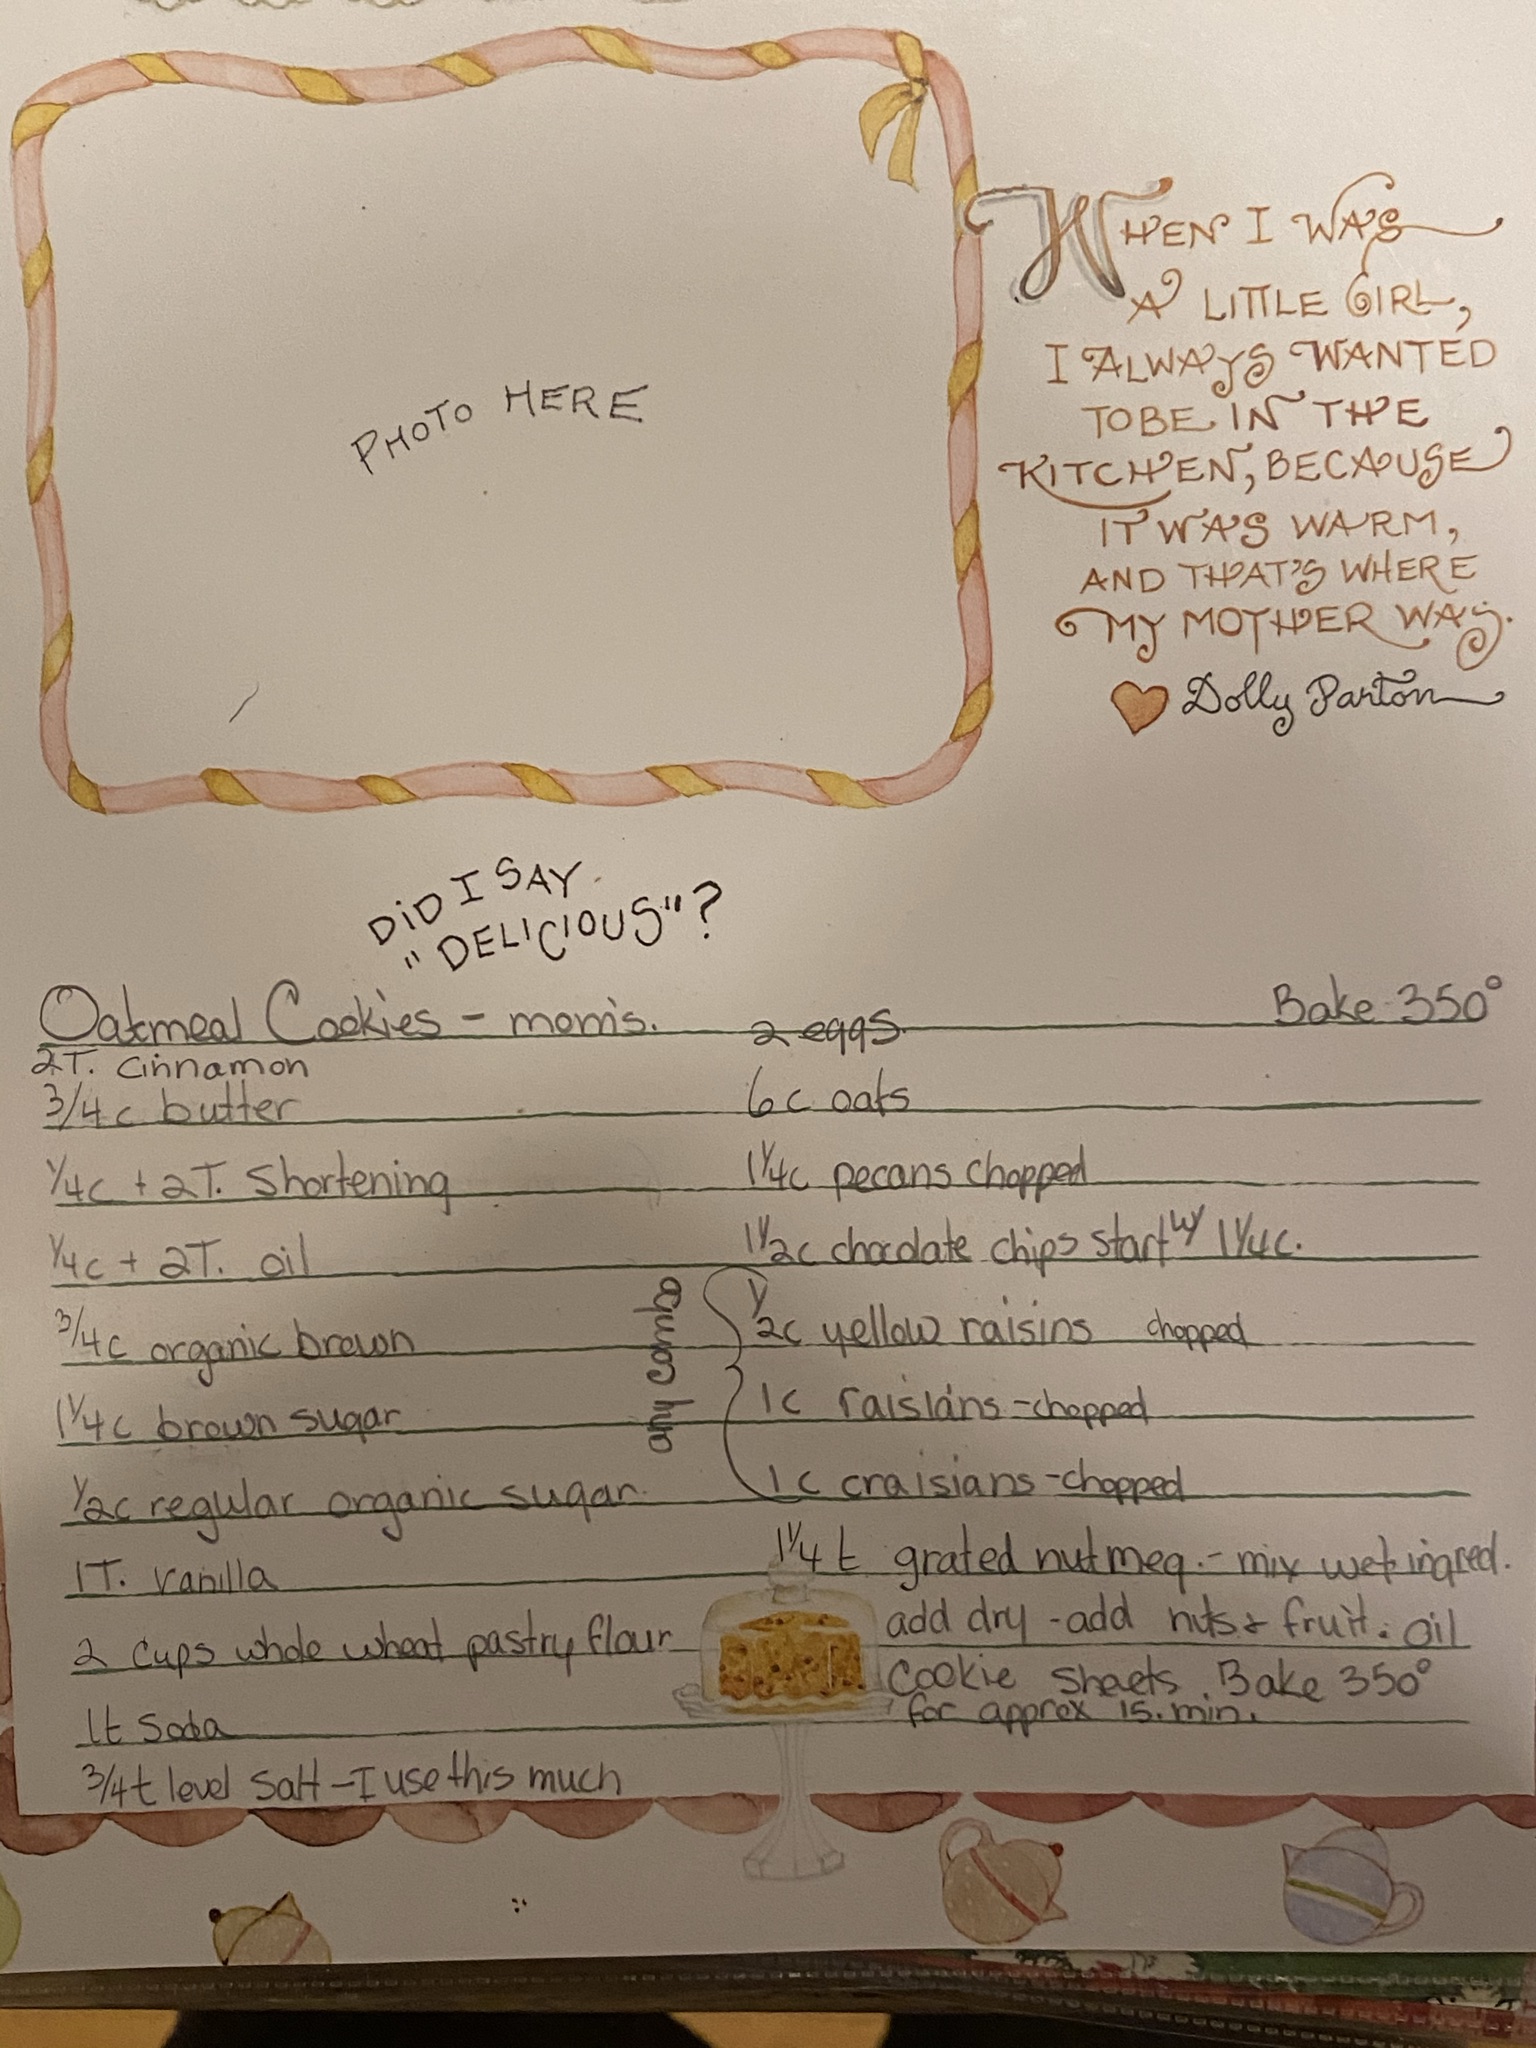 PHOTO HERE
WHEN I WAS
A LITTLE GIRL,
I ALWAYS WANTED
TO BE IN THE
KITCHEN, BECAUSE
IT WAS WARM,
AND THAT'S WHERE
MY MOTHER WAS.
Dolly Parton
DID I SAY
"DELICIOUS"?
Oatmeal Cookies - mom's.
2T. Cinnamon
3/4c butter
1/4c + 2T. Shortening
1/4c + 2T. oil
3/4c organic brown
1 1/4c brown sugar
1/2c regular organic sugar.
1T. vanilla
2 cups whole wheat pastry flour
1t soda
3/4t level Salt - I use this much
Bake 350°
2 eggs.
6c oats
1 1/4c pecans chopped
1 1/2c chocdate chips start w/ 1 1/4c.
any combo
1/2c yellow raisins chopped
1c raisians - chopped
1c craisians - chopped
1 1/4 t grated nutmeg. - mix wet ingred.
add dry - add nuts & fruit. oil
Cookie Sheets. Bake 350°
for approx 15. min.